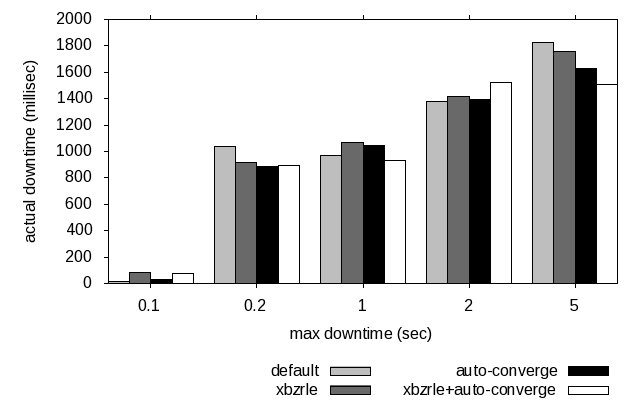 2000
1800
1600
1400
1200
1000
800
600
400
200
0
actual downtime (millisec)
0.1 0.2 1 2 5
max downtime (sec)
default auto-converge
xbzrle xbzrle+auto-converge